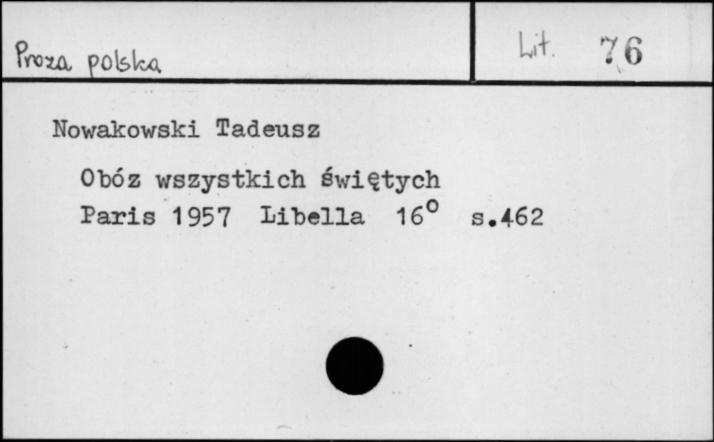 Proza polska
Lit. 76
Nowakowski Tadeusz
Obóz wszystkich świętych
Paris 1957 Libella 16° s.462